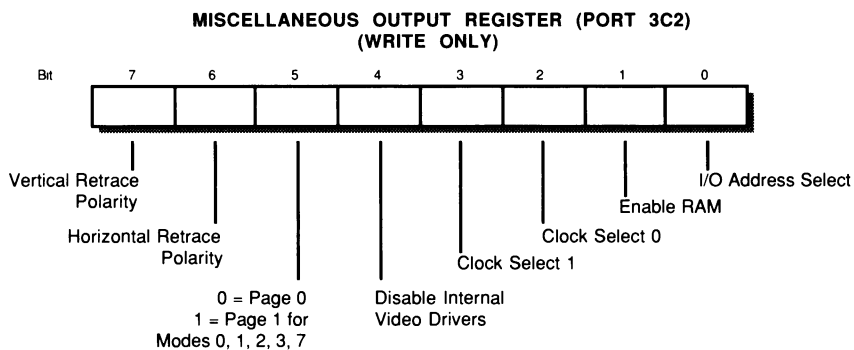 MISCELLANEOUS OUTPUT REGISTER (PORT 3C2)
(WRITE ONLY)
Bit 7 6 5 4 3 2 1 0
Vertical Retrace
Polarity
I/O Address Select
Enable RAM
Horizontal Retrace
Polarity
Clock Select 0
Clock Select 1
0 = Page 0
1 = Page 1 for
Modes 0, 1, 2, 3, 7
Disable Internal
Video Drivers